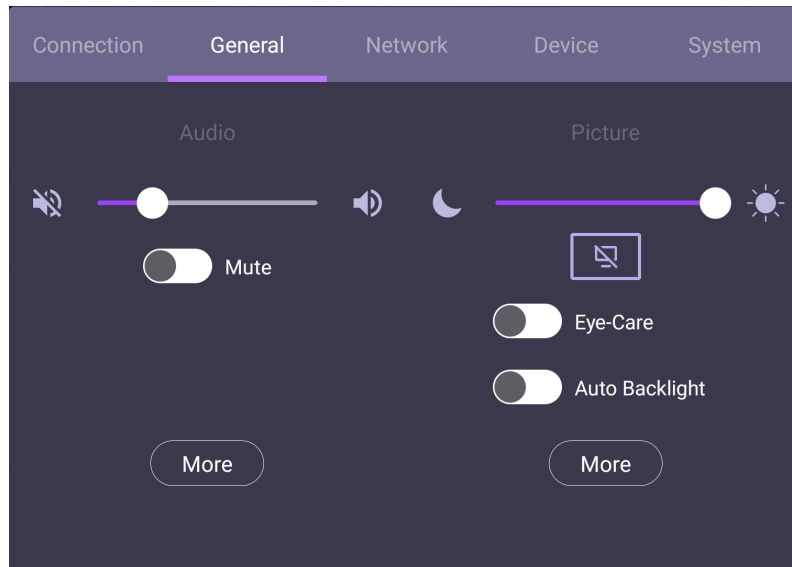 Connection General Network Device System
Audio
Mute
More
Picture
Eye-Care
Auto Backlight
More